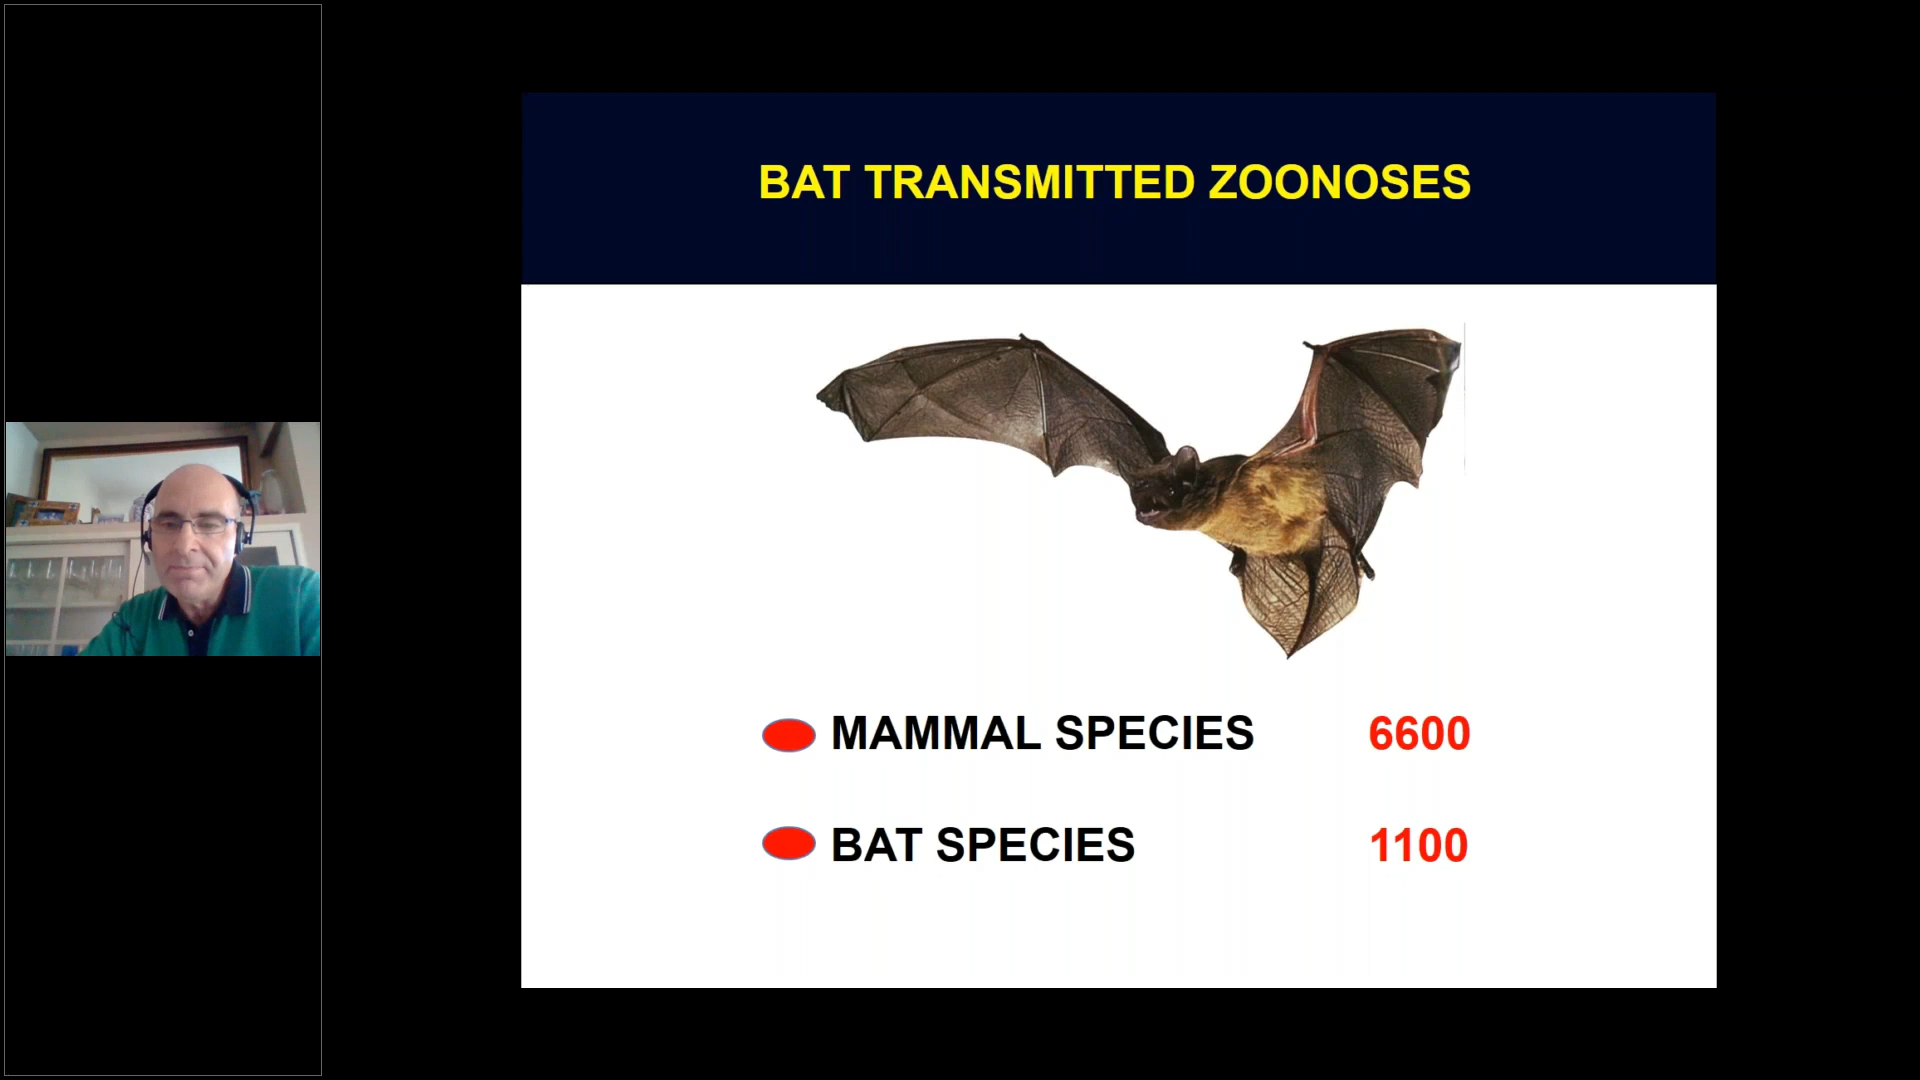 BAT TRANSMITTED ZOONOSES
MAMMAL SPECIES 6600
BAT SPECIES 1100